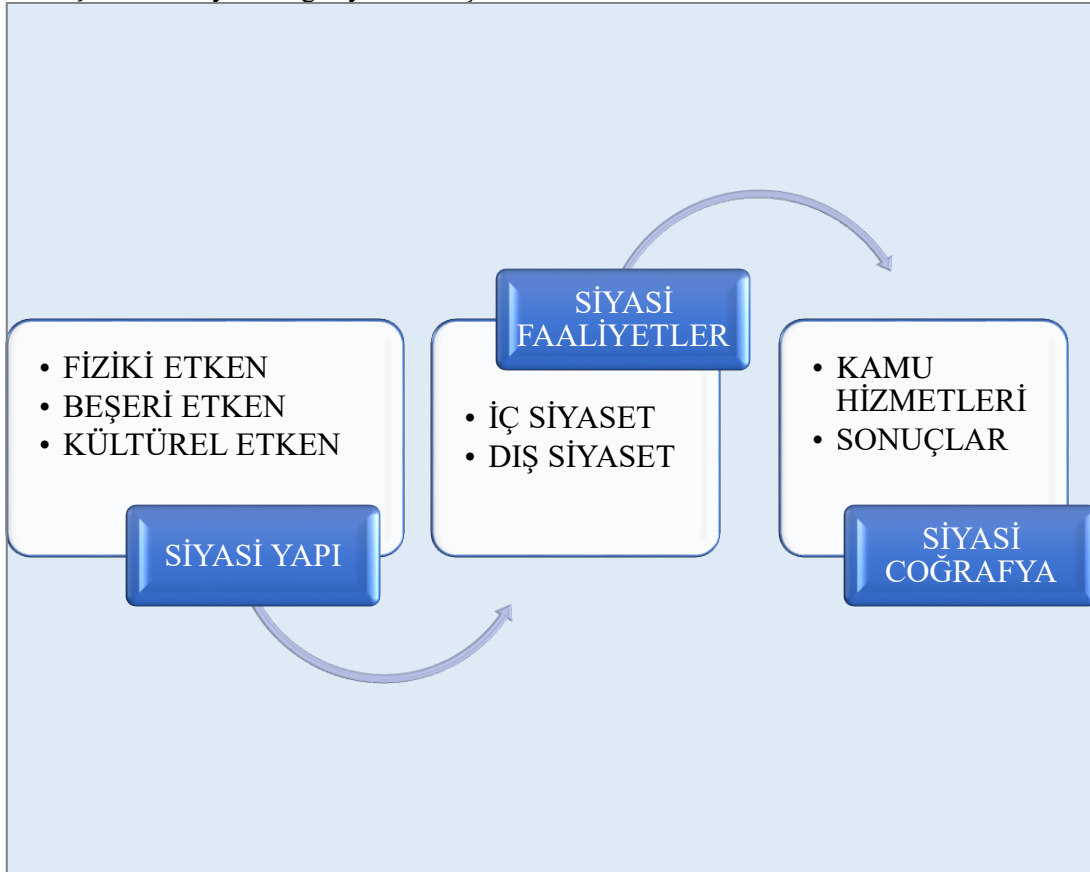 • FİZİKİ ETKEN
• BEŞERİ ETKEN
• KÜLTÜREL ETKEN
SİYASİ YAPI
SİYASİ
FAALİYETLER
• İÇ SİYASET
• DIŞ SİYASET
• KAMU
HİZMETLERİ
• SONUÇLAR
SİYASİ
COĞRAFYA